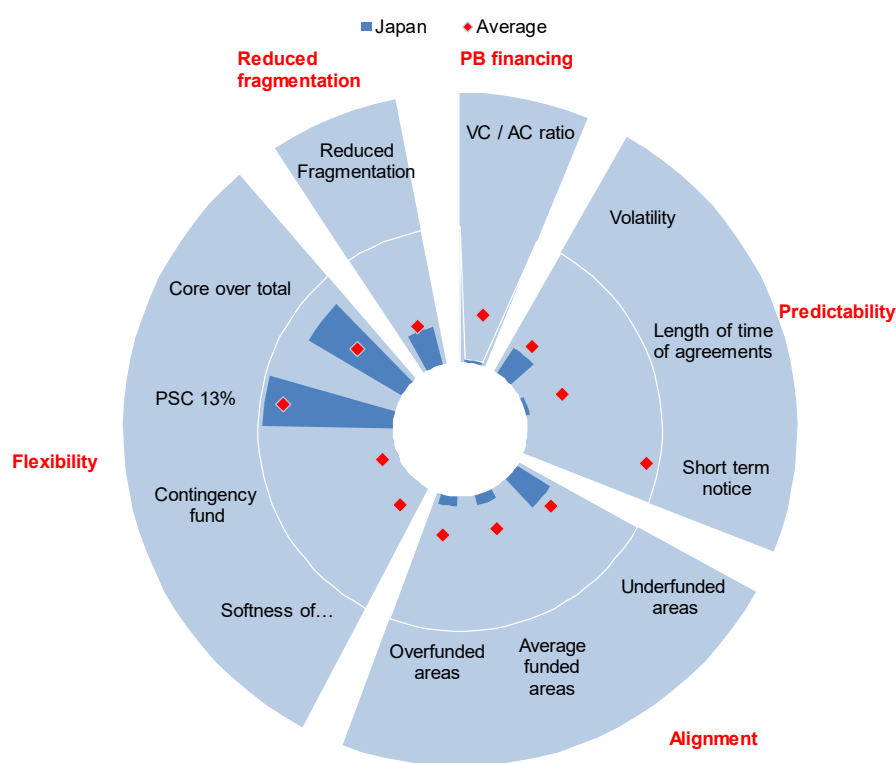 Japan
Average
Reduced
fragmentation
PB financing
VC / AC ratio
Reduced
Fragmentation
Volatility
Core over total
Predictability
Length of time
of agreements
PSC 13%
Flexibility
Short term
notice
Contingency
fund
Underfunded
areas
Softness of…
Overfunded
areas
Average
funded
areas
Alignment